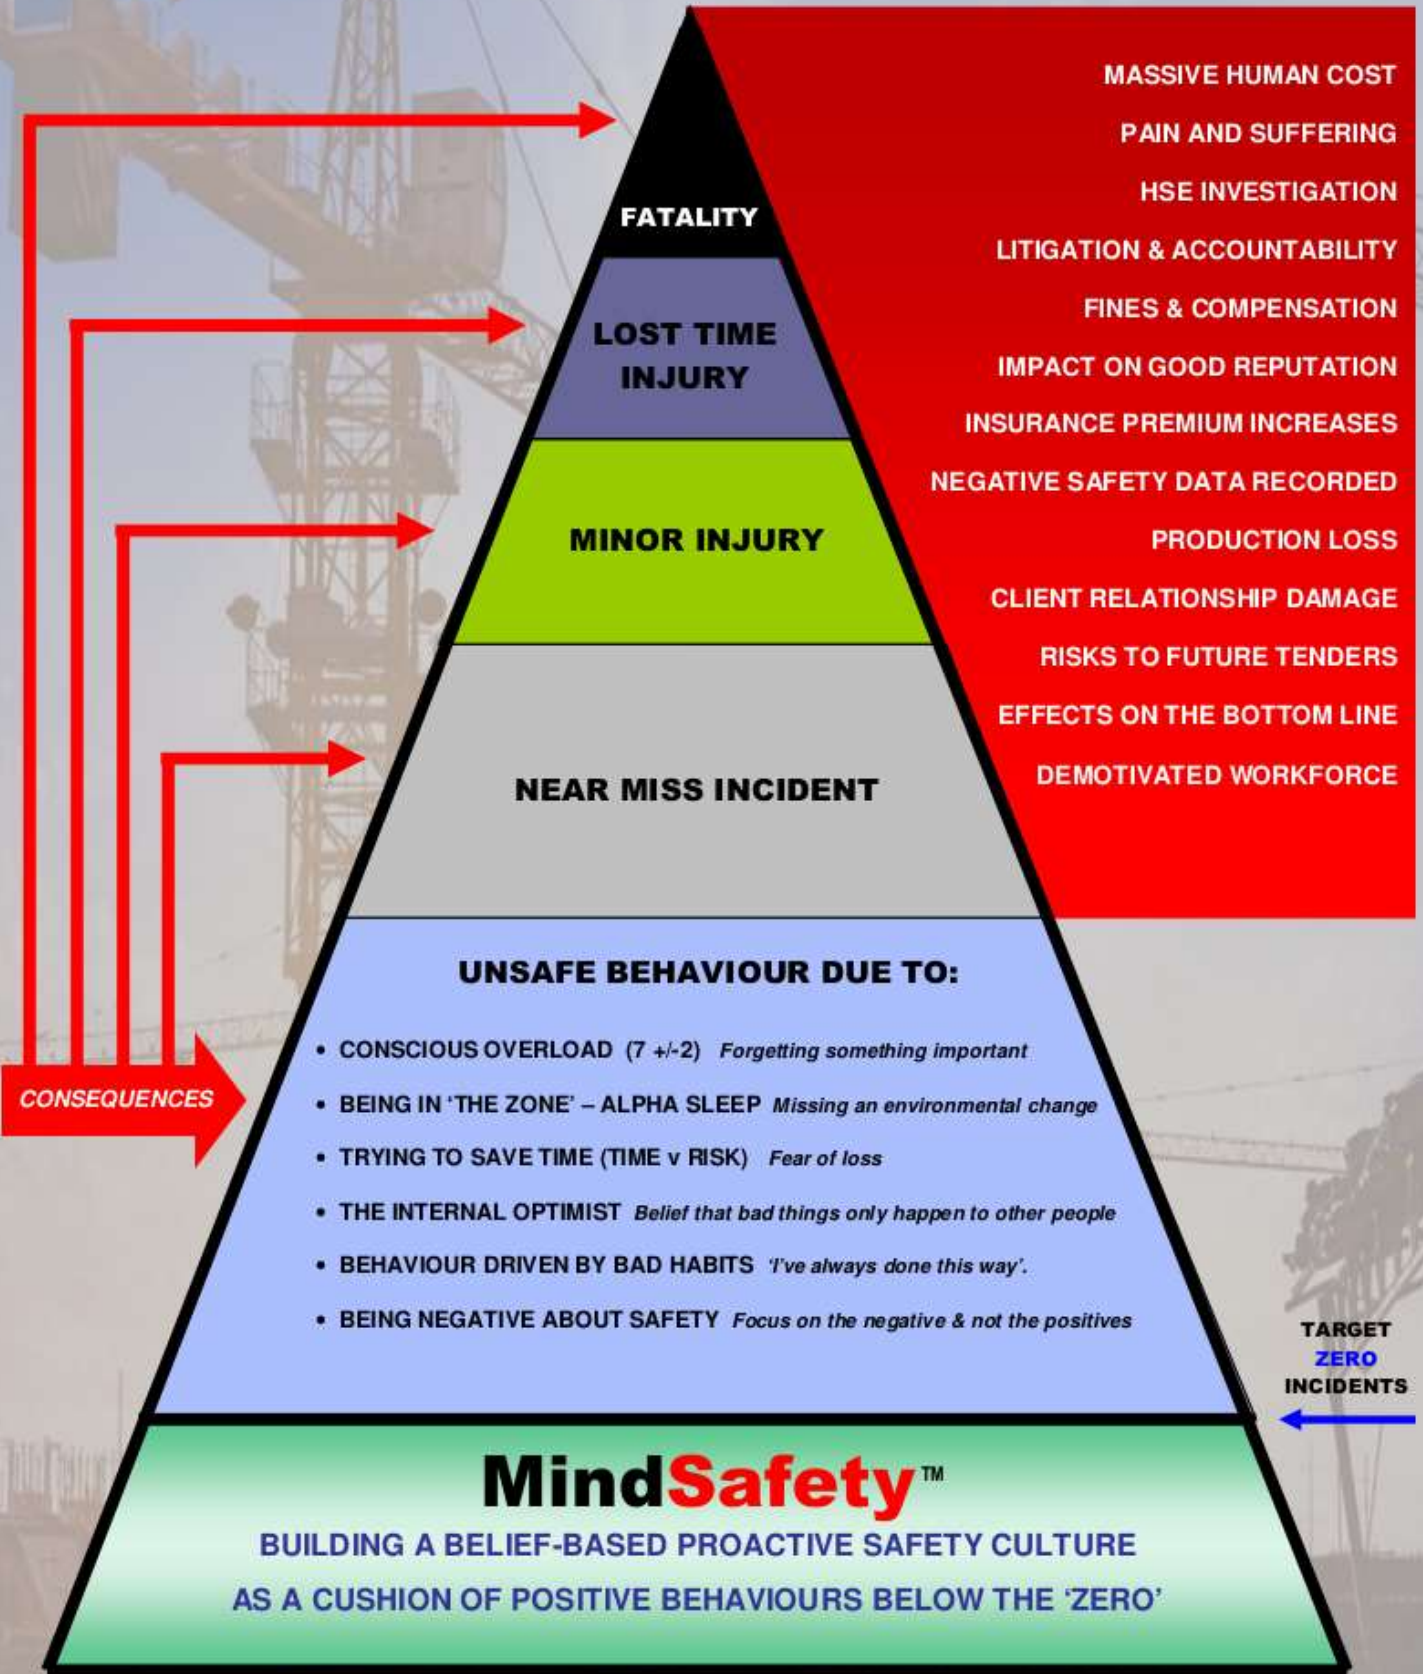 MASSIVE HUMAN COST
PAIN AND SUFFERING
HSE INVESTIGATION
LITIGATION & ACCOUNTABILITY
FINES & COMPENSATION
IMPACT ON GOOD REPUTATION
INSURANCE PREMIUM INCREASES
NEGATIVE SAFETY DATA RECORDED
PRODUCTION LOSS
CLIENT RELATIONSHIP DAMAGE
RISKS TO FUTURE TENDERS
EFFECTS ON THE BOTTOM LINE
DEMOTIVATED WORKFORCE
FATALITY
LOST TIME
INJURY
MINOR INJURY
NEAR MISS INCIDENT
UNSAFE BEHAVIOUR DUE TO:
• CONSCIOUS OVERLOAD (7 +/-2) Forgetting something important
• BEING IN ‘THE ZONE’ – ALPHA SLEEP Missing an environmental change
• TRYING TO SAVE TIME (TIME v RISK) Fear of loss
• THE INTERNAL OPTIMIST Belief that bad things only happen to other people
• BEHAVIOUR DRIVEN BY BAD HABITS ‘I’ve always done this way’.
• BEING NEGATIVE ABOUT SAFETY Focus on the negative & not the positives
CONSEQUENCES
TARGET
ZERO
INCIDENTS
MindSafety™
BUILDING A BELIEF-BASED PROACTIVE SAFETY CULTURE
AS A CUSHION OF POSITIVE BEHAVIOURS BELOW THE ‘ZERO’